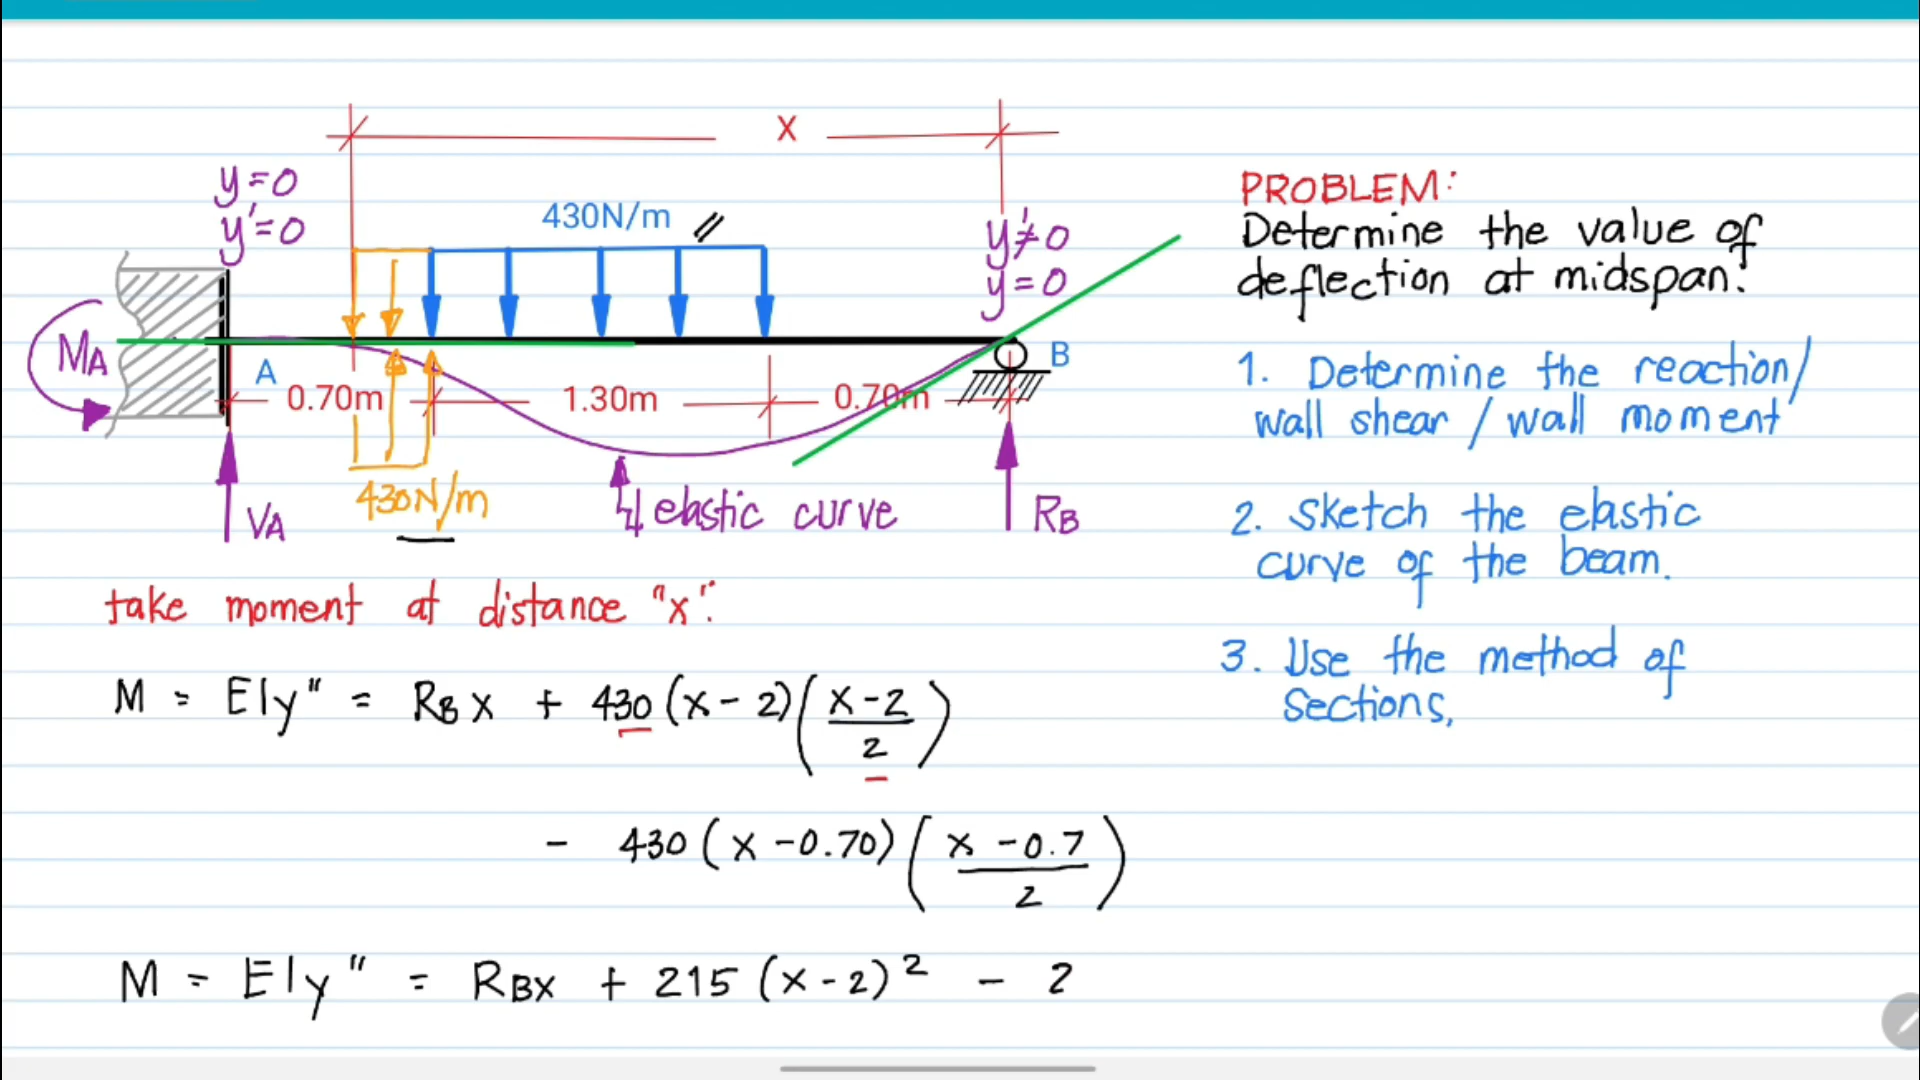 X
y=0
y'=0
430N/m
y'≠0
y=0
MA
A
B
0.70m
1.30m
0.70m
430N/m
VA
elastic curve
RB
PROBLEM:
Determine the value of
deflection at midspan.
1. Determine the reaction/
wall shear / wall moment
2. Sketch the elastic
curve of the beam.
3. Use the method of
Sections,
take moment at distance "x":
M = EIy" = RB x + 430 (x - 2) ( x - 2 / 2 )
- 430 ( x - 0.70) ( x - 0.7 / 2 )
M = EIy" = RBx + 215 (x - 2)² - 2